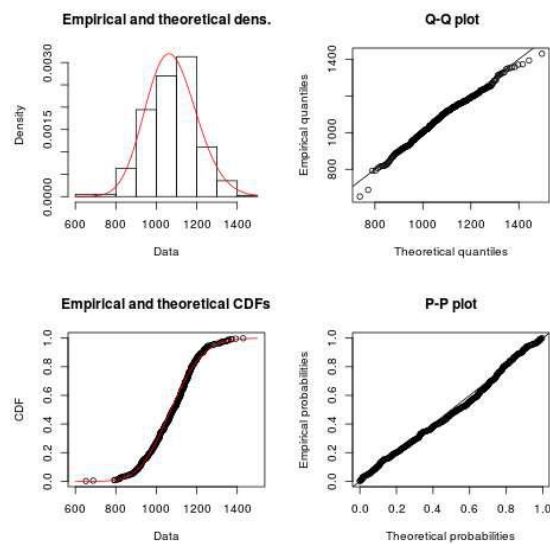 Empirical and theoretical dens.
Density
0.0000 0.0015 0.0030
600 800 1000 1200 1400
Data
Q-Q plot
Empirical quantiles
800 1000 1400
800 1000 1200 1400
Theoretical quantiles
Empirical and theoretical CDFs
CDF
0.0 0.2 0.4 0.6 0.8 1.0
600 800 1000 1200 1400
Data
P-P plot
Empirical probabilities
0.0 0.2 0.4 0.6 0.8 1.0
0.0 0.2 0.4 0.6 0.8 1.0
Theoretical probabilities